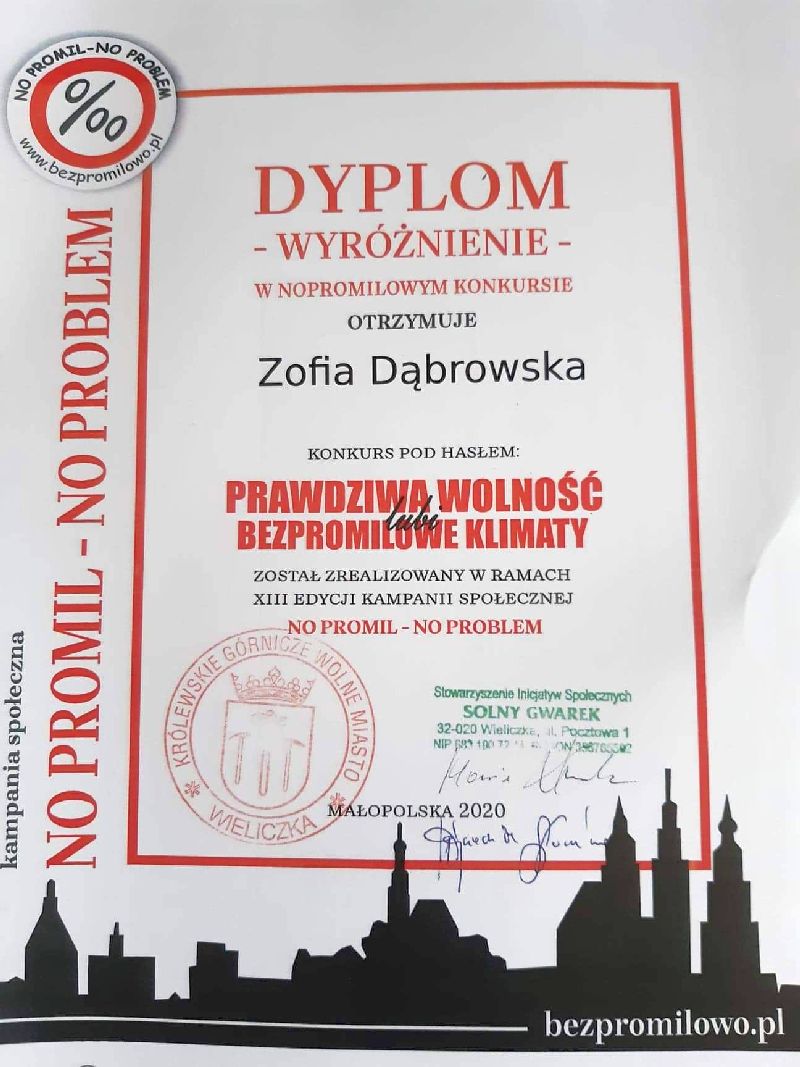 NO PROMIL-NO PROBLEM
‰
www.bezpromilowo.pl
kampania społeczna
NO PROMIL - NO PROBLEM
DYPLOM
- WYRÓŻNIENIE -
W NOPROMILOWYM KONKURSIE
OTRZYMUJE
Zofia Dąbrowska
KONKURS POD HASŁEM:
PRAWDZIWA WOLNOŚĆ
lubi
BEZPROMILOWE KLIMATY
ZOSTAŁ ZREALIZOWANY W RAMACH
XIII EDYCJI KAMPANII SPOŁECZNEJ
NO PROMIL - NO PROBLEM
KRÓLEWSKIE GÓRNICZE WOLNE MIASTO
WIELICZKA
Stowarzyszenie Inicjatyw Społecznych
SOLNY GWAREK
32-020 Wieliczka, ul. Pocztowa 1
NIP 683
MAŁOPOLSKA 2020
bezpromilowo.pl